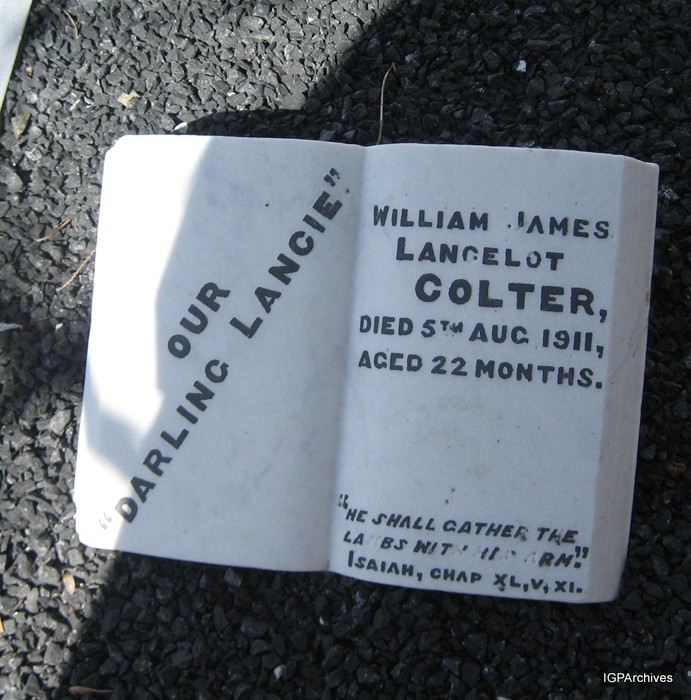 OUR
"DARLING LANCIE"
WILLIAM JAMES
LANCELOT
COLTER,
DIED 5TH AUG 1911,
AGED 22 MONTHS.
"HE SHALL GATHER THE
LAMBS WITH HIS ARM."
ISAIAH, CHAP XL, V, XI.
IGPArchives